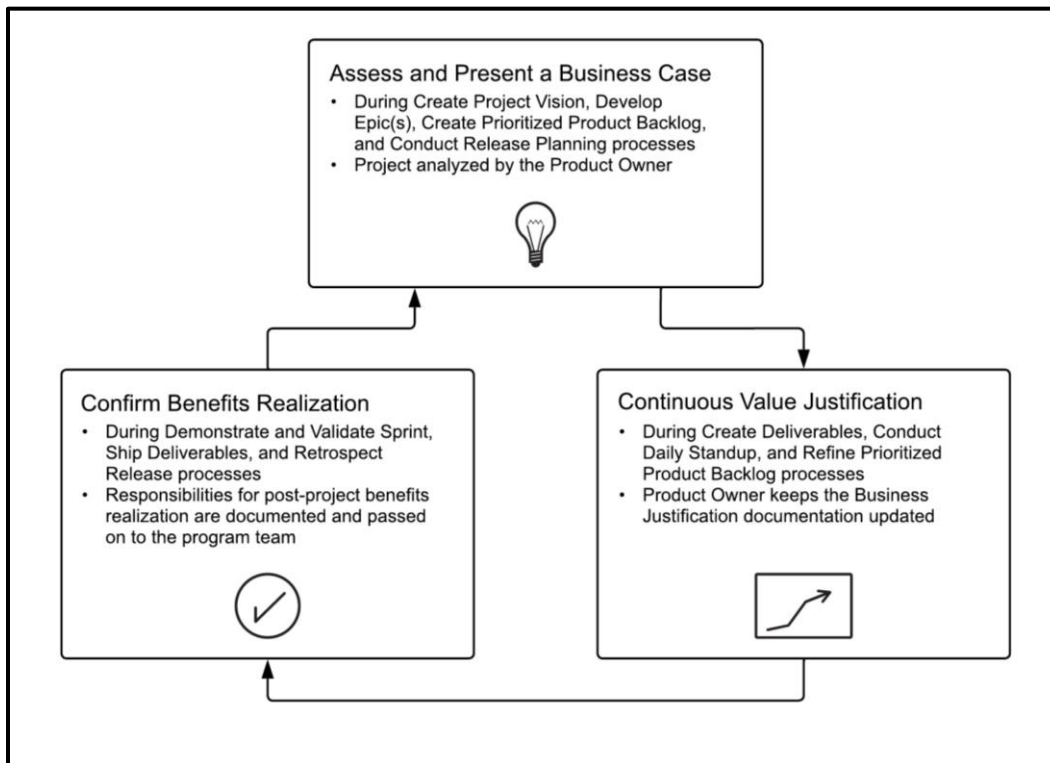 Assess and Present a Business Case
• During Create Project Vision, Develop
Epic(s), Create Prioritized Product Backlog,
and Conduct Release Planning processes
• Project analyzed by the Product Owner
Confirm Benefits Realization
• During Demonstrate and Validate Sprint,
Ship Deliverables, and Retrospect
Release processes
• Responsibilities for post-project benefits
realization are documented and passed
on to the program team
Continuous Value Justification
• During Create Deliverables, Conduct
Daily Standup, and Refine Prioritized
Product Backlog processes
• Product Owner keeps the Business
Justification documentation updated